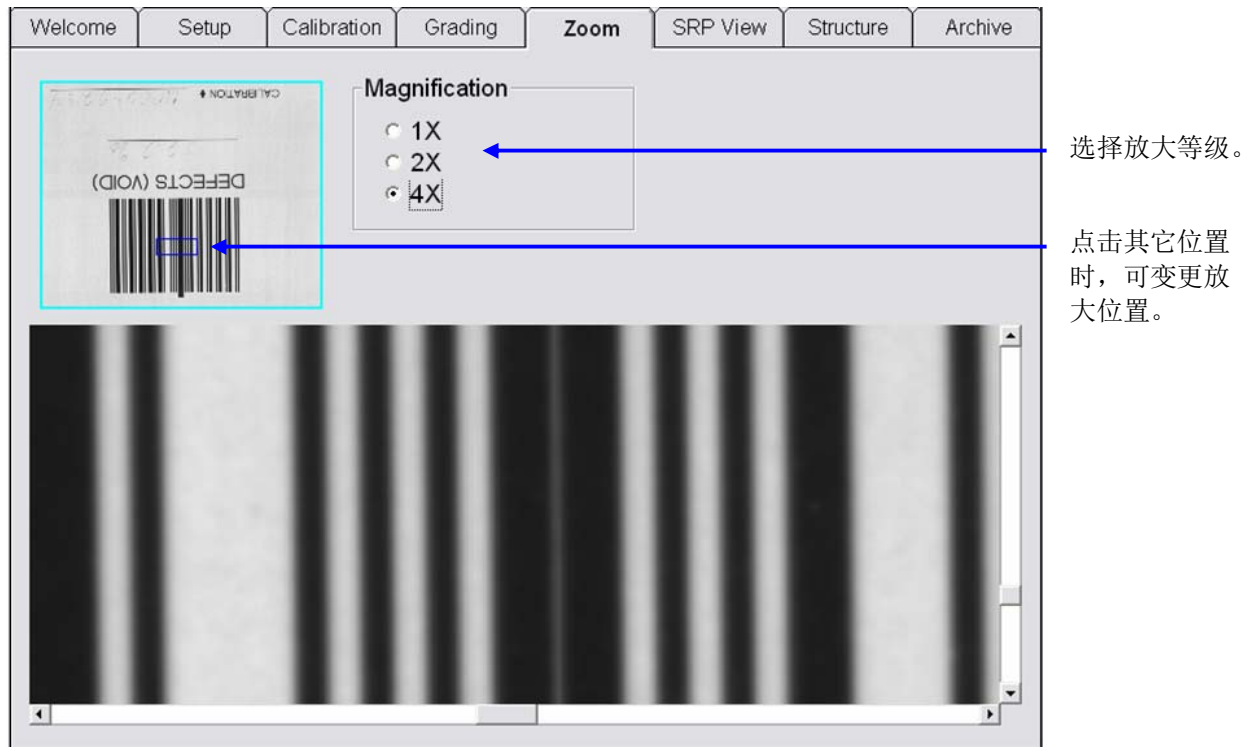 Welcome
Setup
Calibration
Grading
Zoom
SRP View
Structure
Archive
CALIBRATION
DEFECTS (VOID)
Magnification
1X
2X
4X
选择放大等级。
点击其它位置
时，可变更放
大位置。